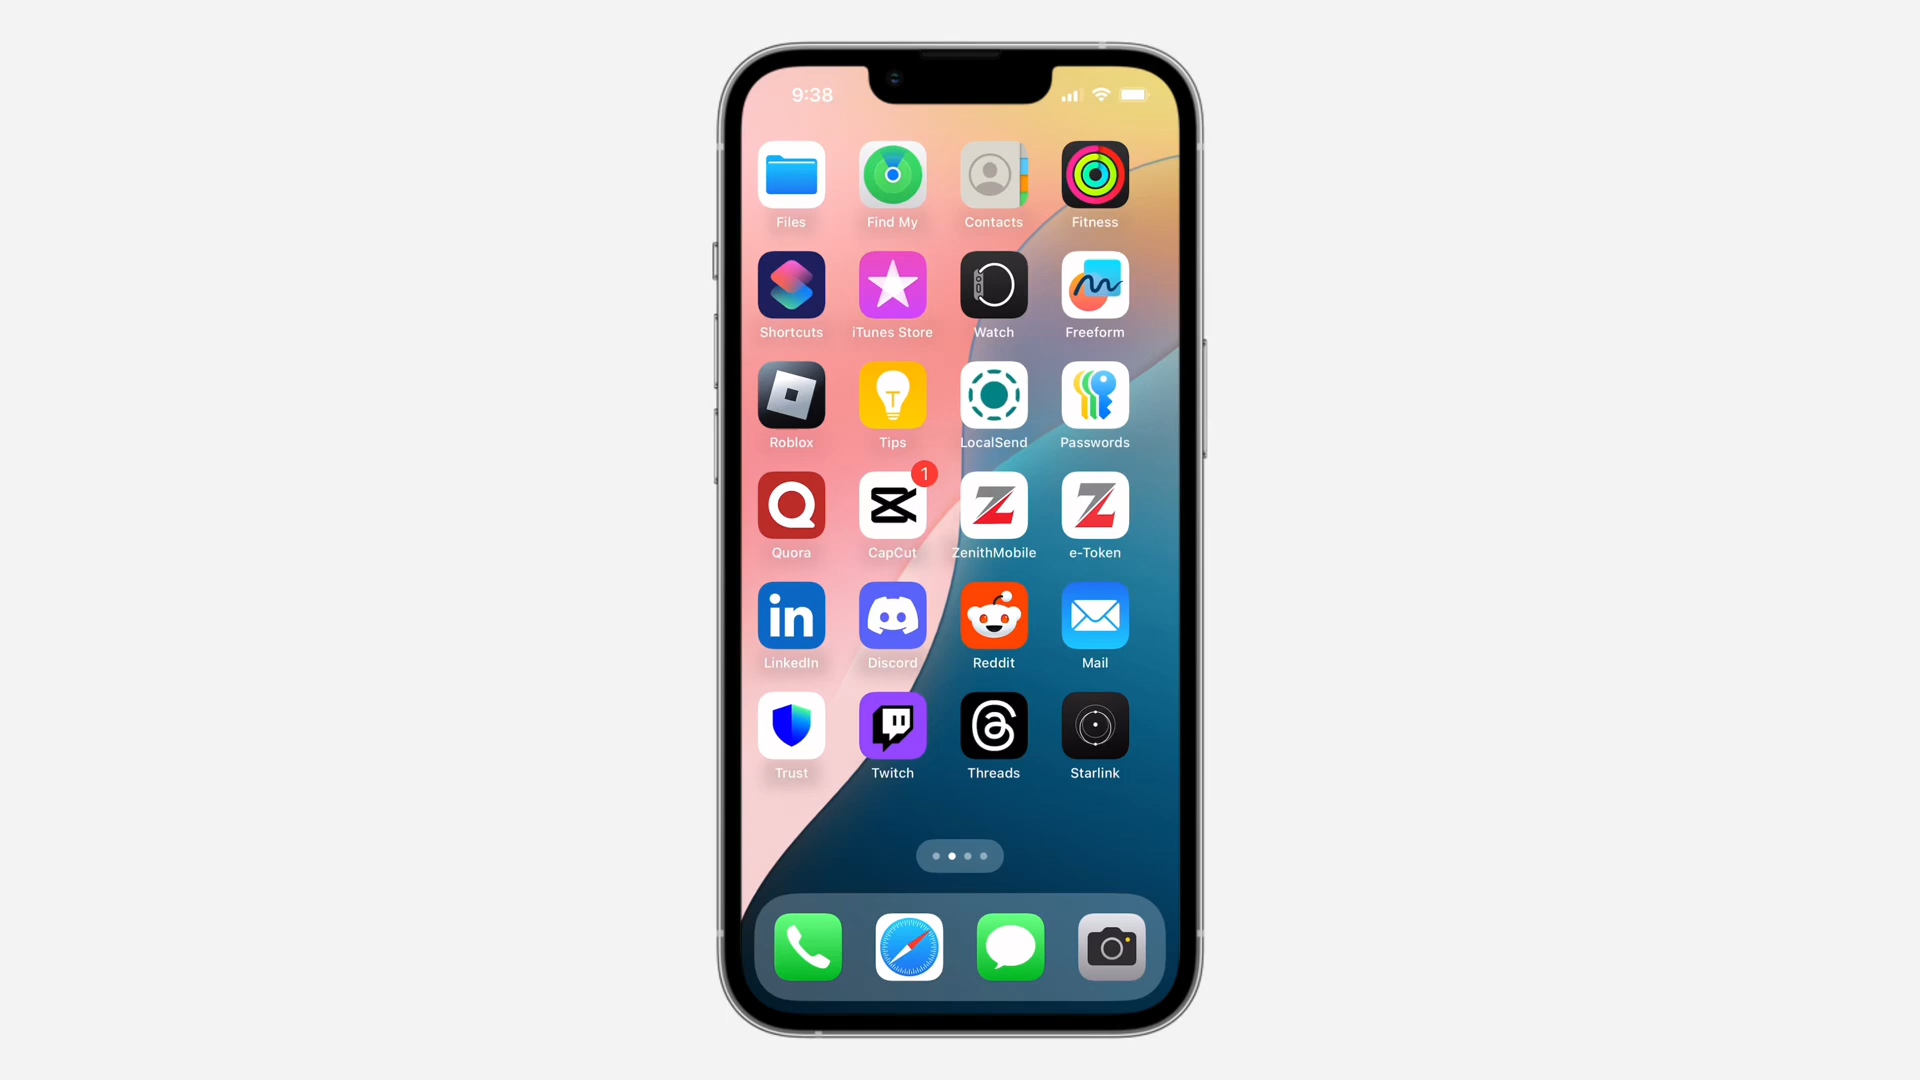 9:38
Files Find My Contacts Fitness
Shortcuts iTunes Store Watch Freeform
T
Roblox Tips LocalSend Passwords
1
Quora CapCut ZenithMobile e-Token
in
LinkedIn Discord Reddit Mail
Trust Twitch Threads Starlink